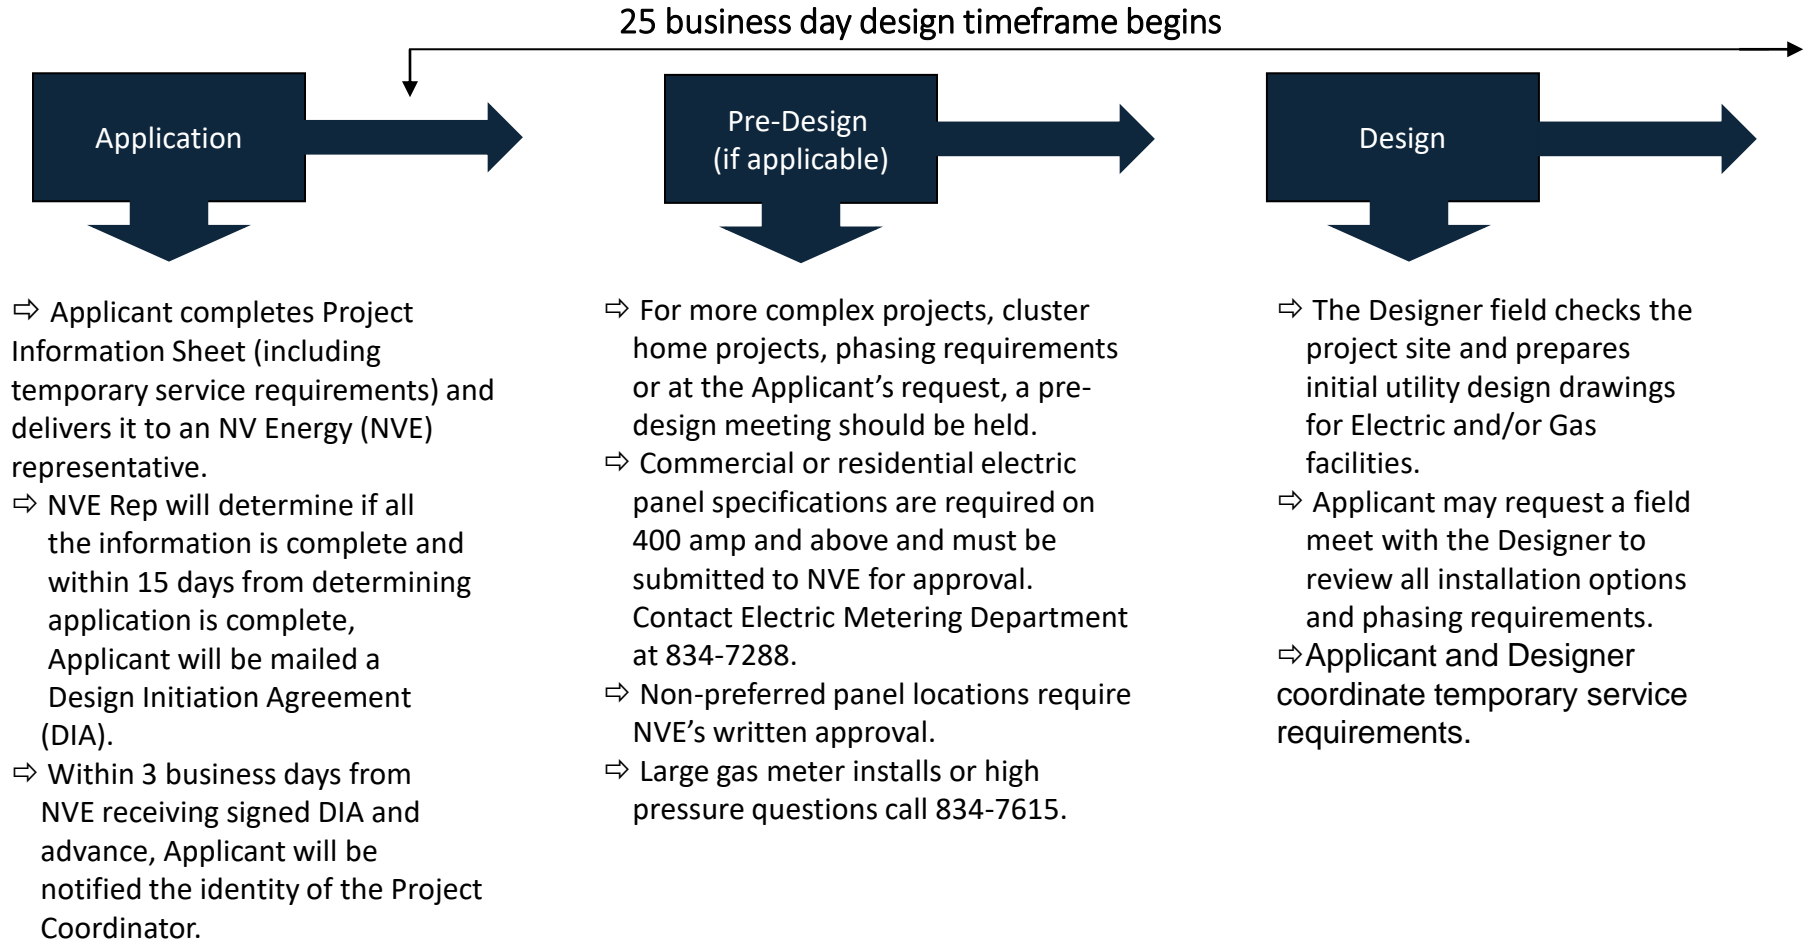 25 business day design timeframe begins
Application
Pre-Design
(if applicable)
Design
⇨ Applicant completes Project
Information Sheet (including
temporary service requirements) and
delivers it to an NV Energy (NVE)
representative.
⇨ NVE Rep will determine if all
the information is complete and
within 15 days from determining
application is complete,
Applicant will be mailed a
Design Initiation Agreement
(DIA).
⇨ Within 3 business days from
NVE receiving signed DIA and
advance, Applicant will be
notified the identity of the Project
Coordinator.
⇨ For more complex projects, cluster
home projects, phasing requirements
or at the Applicant’s request, a pre-
design meeting should be held.
⇨ Commercial or residential electric
panel specifications are required on
400 amp and above and must be
submitted to NVE for approval.
Contact Electric Metering Department
at 834-7288.
⇨ Non-preferred panel locations require
NVE’s written approval.
⇨ Large gas meter installs or high
pressure questions call 834-7615.
⇨ The Designer field checks the
project site and prepares
initial utility design drawings
for Electric and/or Gas
facilities.
⇨ Applicant may request a field
meet with the Designer to
review all installation options
and phasing requirements.
⇨Applicant and Designer
coordinate temporary service
requirements.